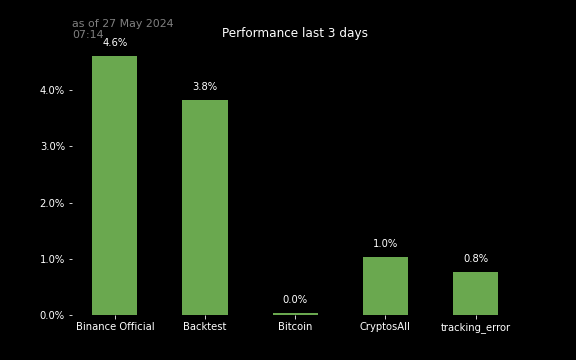 as of 27 May 2024
07:14
Performance last 3 days
4.6%
3.8%
0.0%
1.0%
0.8%
4.0%
3.0%
2.0%
1.0%
0.0%
Binance Official
Backtest
Bitcoin
CryptosAll
tracking_error